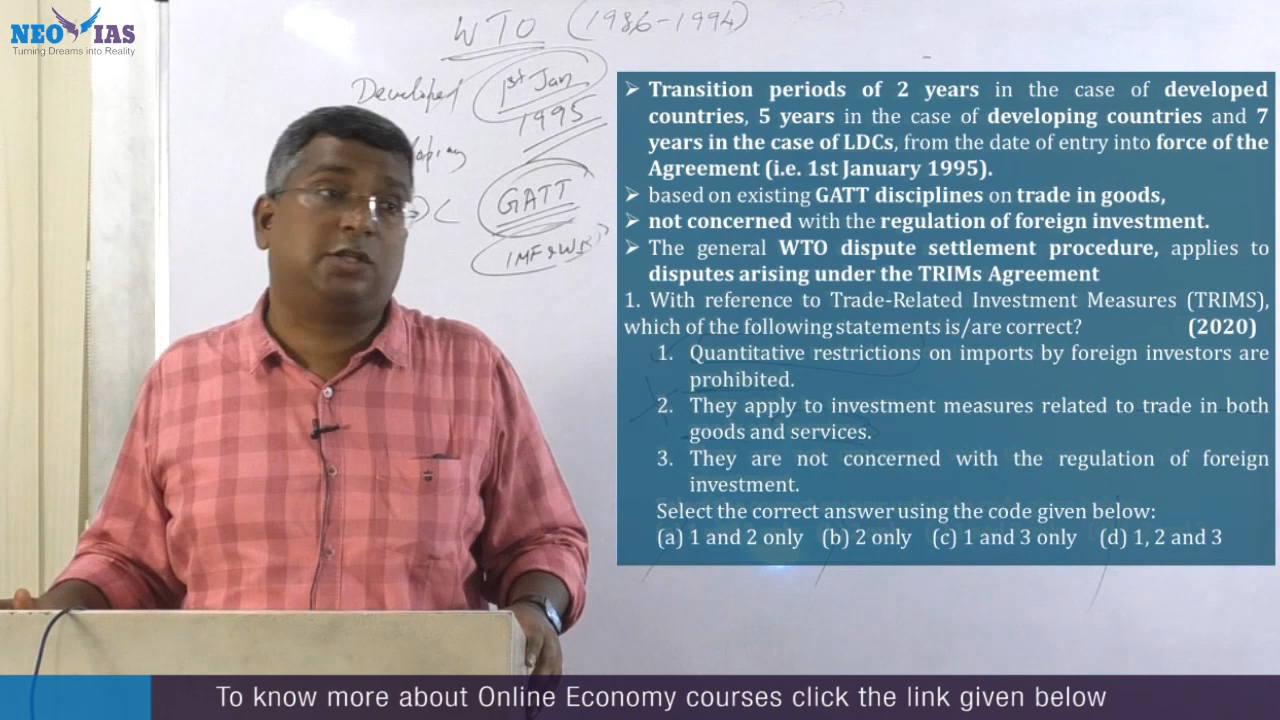 NEO IAS
Turning Dreams into Reality
WTO (1986-1994)
Developed
1st Jan
1995
GATT
IMF & W
➢ Transition periods of 2 years in the case of developed
countries, 5 years in the case of developing countries and 7
years in the case of LDCs, from the date of entry into force of the
Agreement (i.e. 1st January 1995).
➢ based on existing GATT disciplines on trade in goods,
➢ not concerned with the regulation of foreign investment.
➢ The general WTO dispute settlement procedure, applies to
disputes arising under the TRIMs Agreement
1. With reference to Trade-Related Investment Measures (TRIMS),
which of the following statements is/are correct? (2020)
1. Quantitative restrictions on imports by foreign investors are
prohibited.
2. They apply to investment measures related to trade in both
goods and services.
3. They are not concerned with the regulation of foreign
investment.
Select the correct answer using the code given below:
(a) 1 and 2 only (b) 2 only (c) 1 and 3 only (d) 1, 2 and 3
To know more about Online Economy courses click the link given below